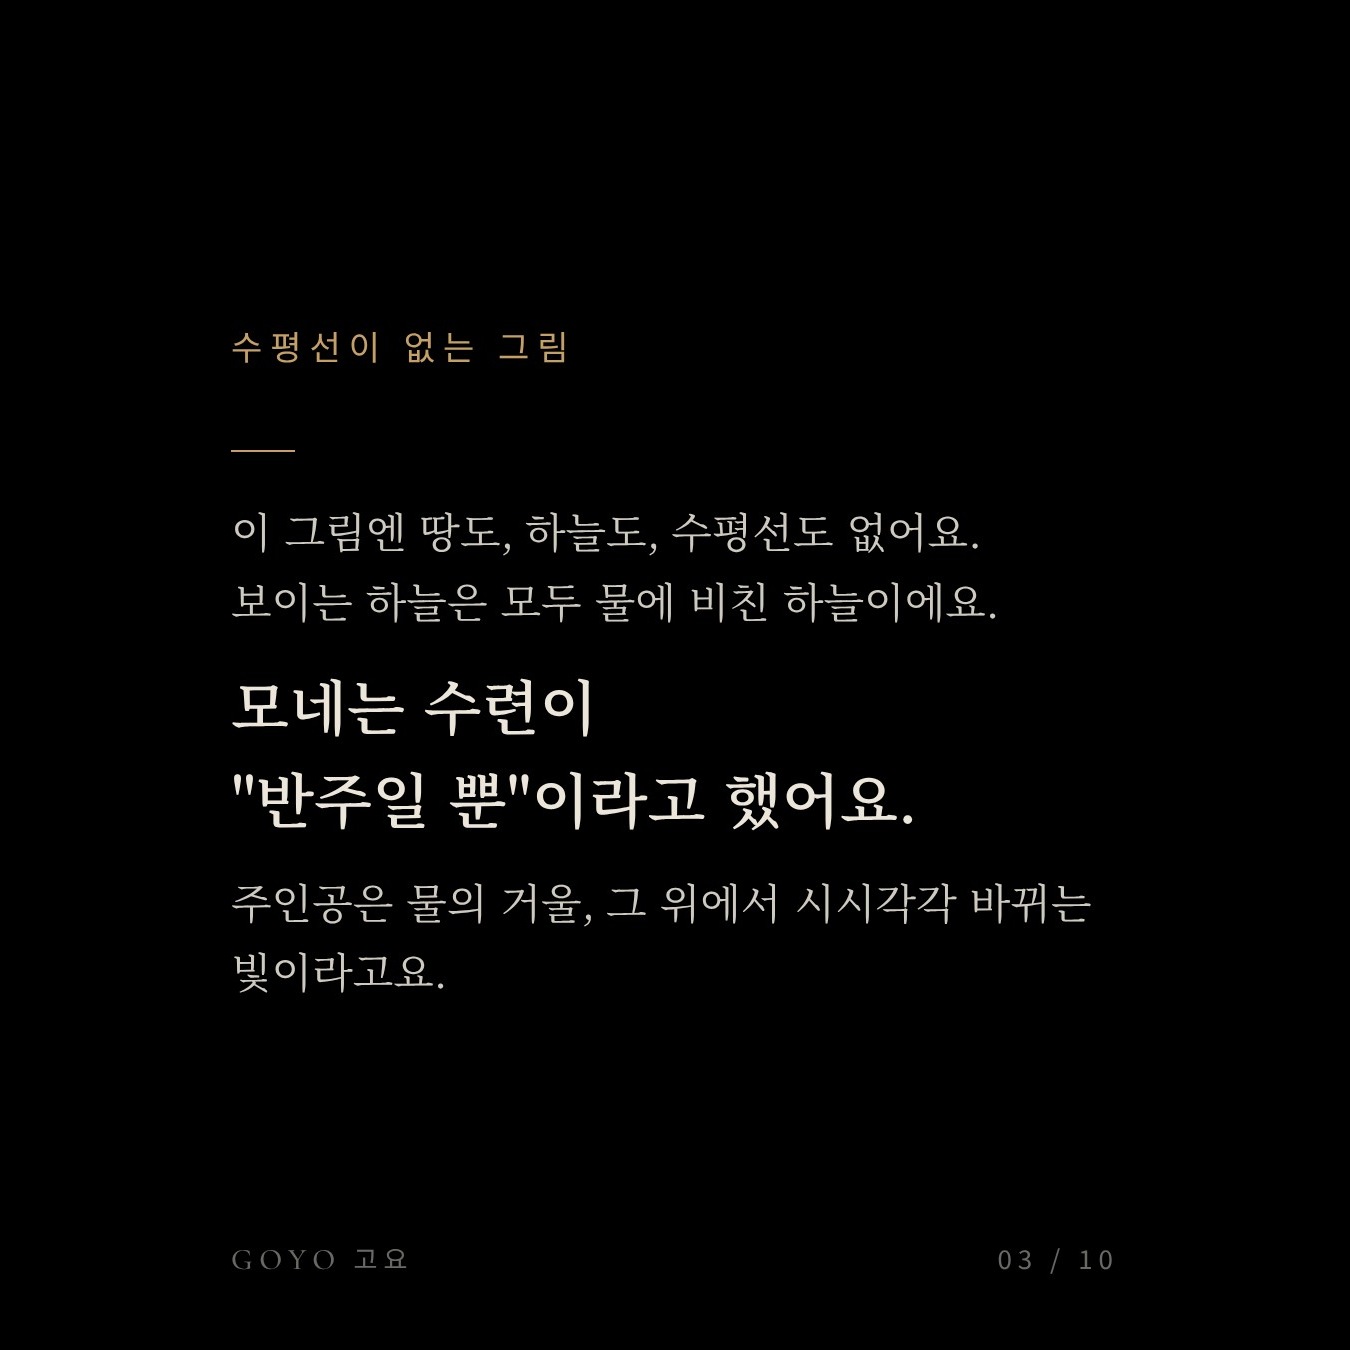 수평선이 없는 그림
이 그림엔 땅도, 하늘도, 수평선도 없어요.
보이는 하늘은 모두 물에 비친 하늘이에요.
모네는 수련이
"반주일 뿐"이라고 했어요.
주인공은 물의 거울, 그 위에서 시시각각 바뀌는
빛이라고요.
GOYO 고요
03 / 10